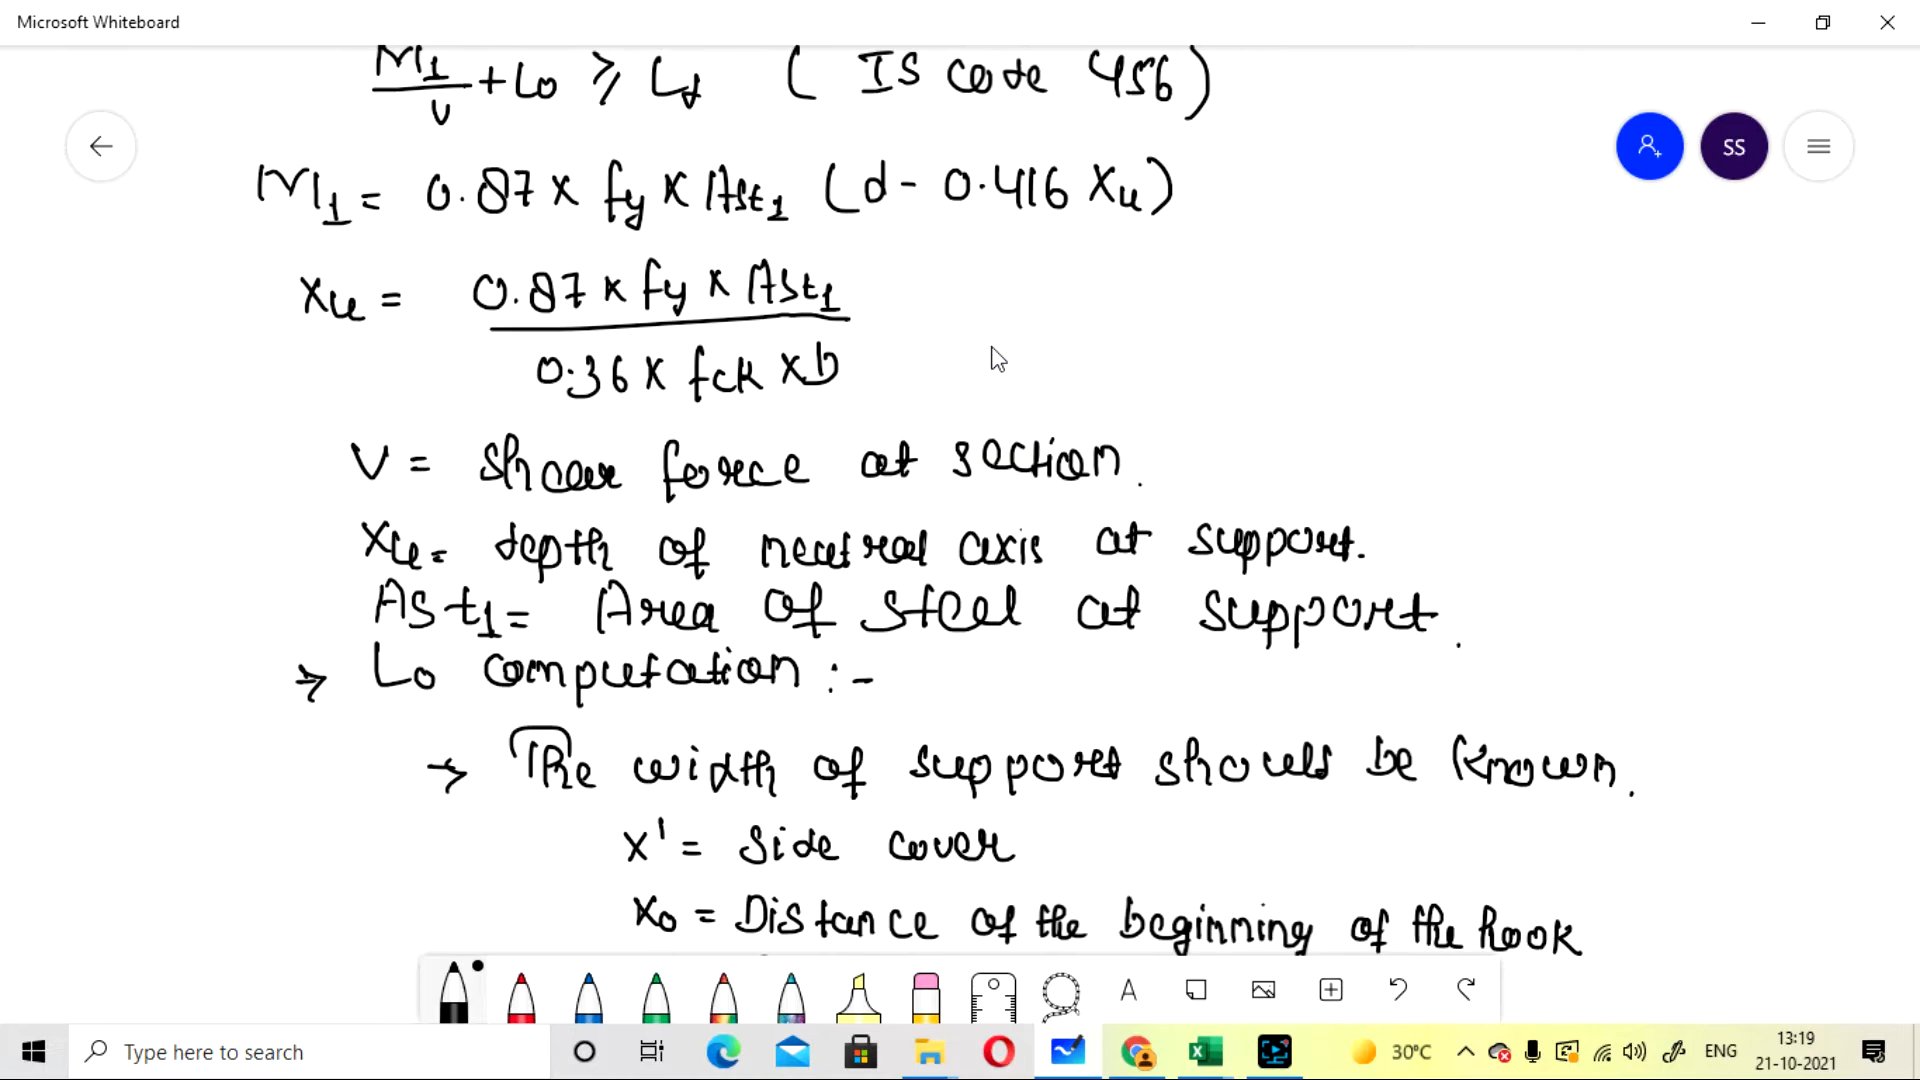 Microsoft Whiteboard
M1/V + Lo ⩾ Ld ( IS code 456)
SS
M1 = 0.87 x fy x Ast1 (d - 0.416 Xu)
Xu = 0.87 x fy x Ast1 / 0.36 x fck x b
V = Shear force at section.
Xu = depth of neutral axis at support.
Ast1 = Area of steel at support.
→ Lo computation :-
→ The width of support should be known.
x' = Side cover
Xo = Distance of the beginning of the hook
A
Type here to search
30°C
ENG
13:19
21-10-2021